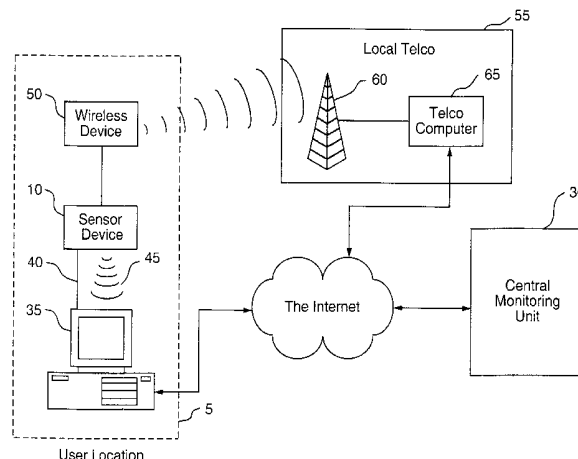 55
Local Telco
50
60
65
Wireless
Device
Telco
Computer
10
Sensor
Device
40
45
35
The Internet
Central
Monitoring
Unit
5
User Location